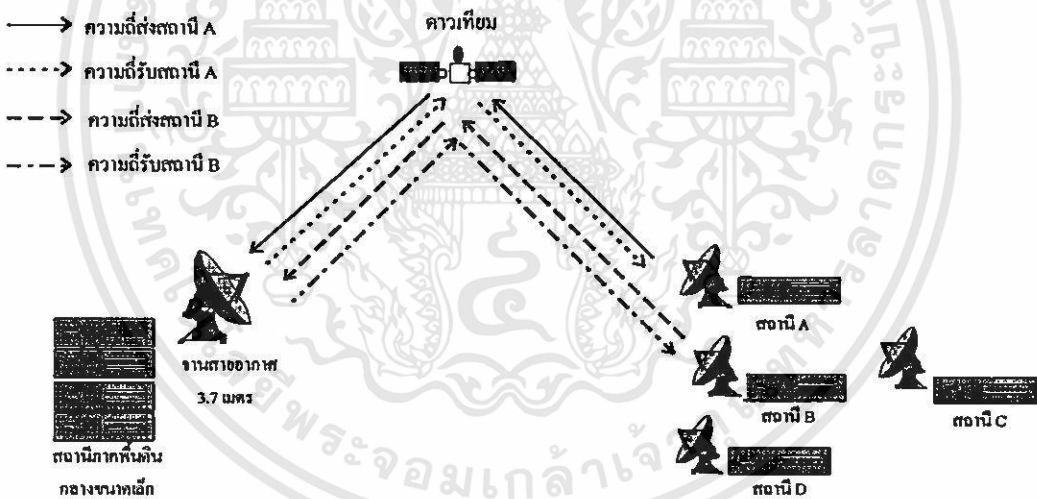 ความถี่ส่งสถานี A
ความถี่รับสถานี A
ความถี่ส่งสถานี B
ความถี่รับสถานี B
ดาวเทียม
จานสายอากาศ
3.7 เมตร
สถานีภาคพื้นดิน
กลางขนาดเล็ก
สถานี A
สถานี B
สถานี C
สถานี D